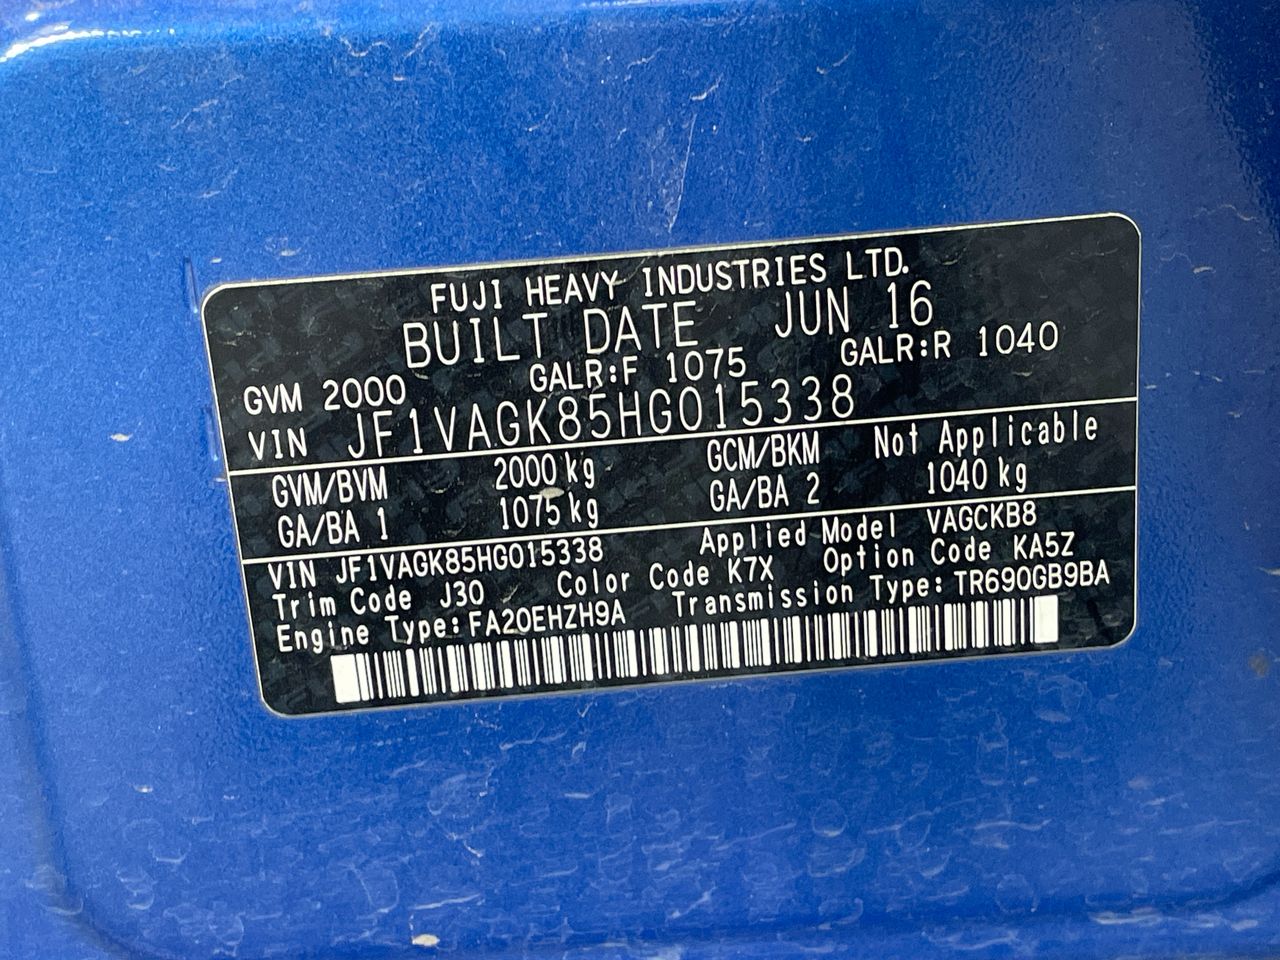 FUJI HEAVY INDUSTRIES LTD.
BUILT DATE JUN 16
GVM 2000 GALR:F 1075 GALR:R 1040
VIN JF1VAGK85HG015338
GVM/BVM 2000 kg GCM/BKM Not Applicable
GA/BA 1 1075 kg GA/BA 2 1040 kg
VIN JF1VAGK85HG015338 Applied Model VAGCKB8
Trim Code J30 Color Code K7X Option Code KA5Z
Engine Type: FA20EHZH9A Transmission Type: TR690GB9BA